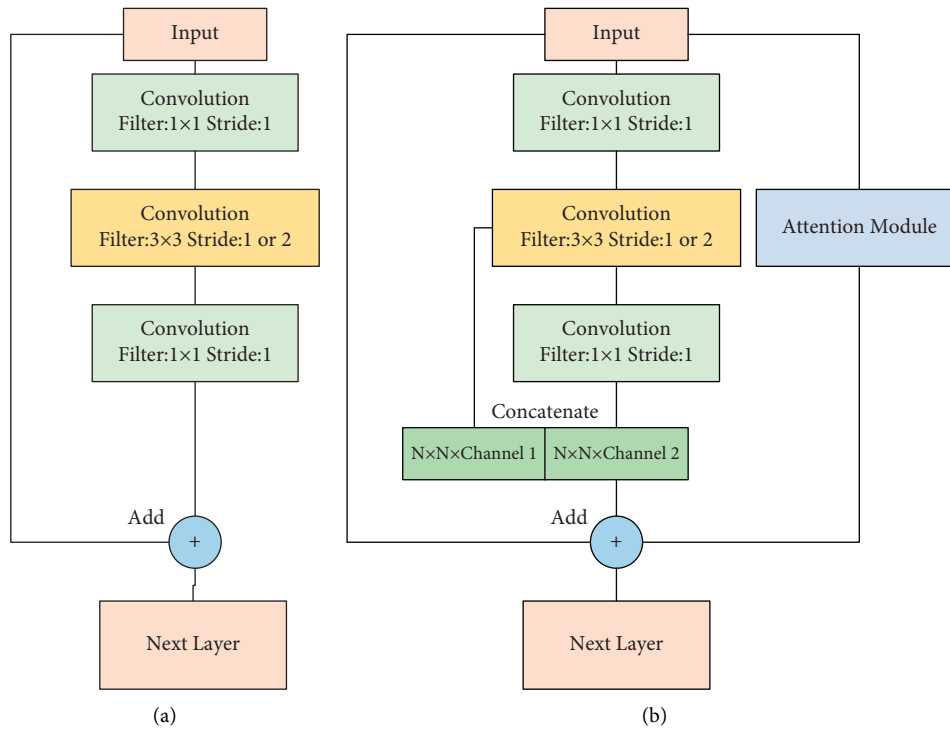 Input
Convolution
Filter:1×1 Stride:1
Convolution
Filter:3×3 Stride:1 or 2
Convolution
Filter:1×1 Stride:1
Add
+
Next Layer
(a)
Input
Convolution
Filter:1×1 Stride:1
Convolution
Filter:3×3 Stride:1 or 2
Attention Module
Convolution
Filter:1×1 Stride:1
Concatenate
N×N×Channel 1
N×N×Channel 2
Add
+
Next Layer
(b)